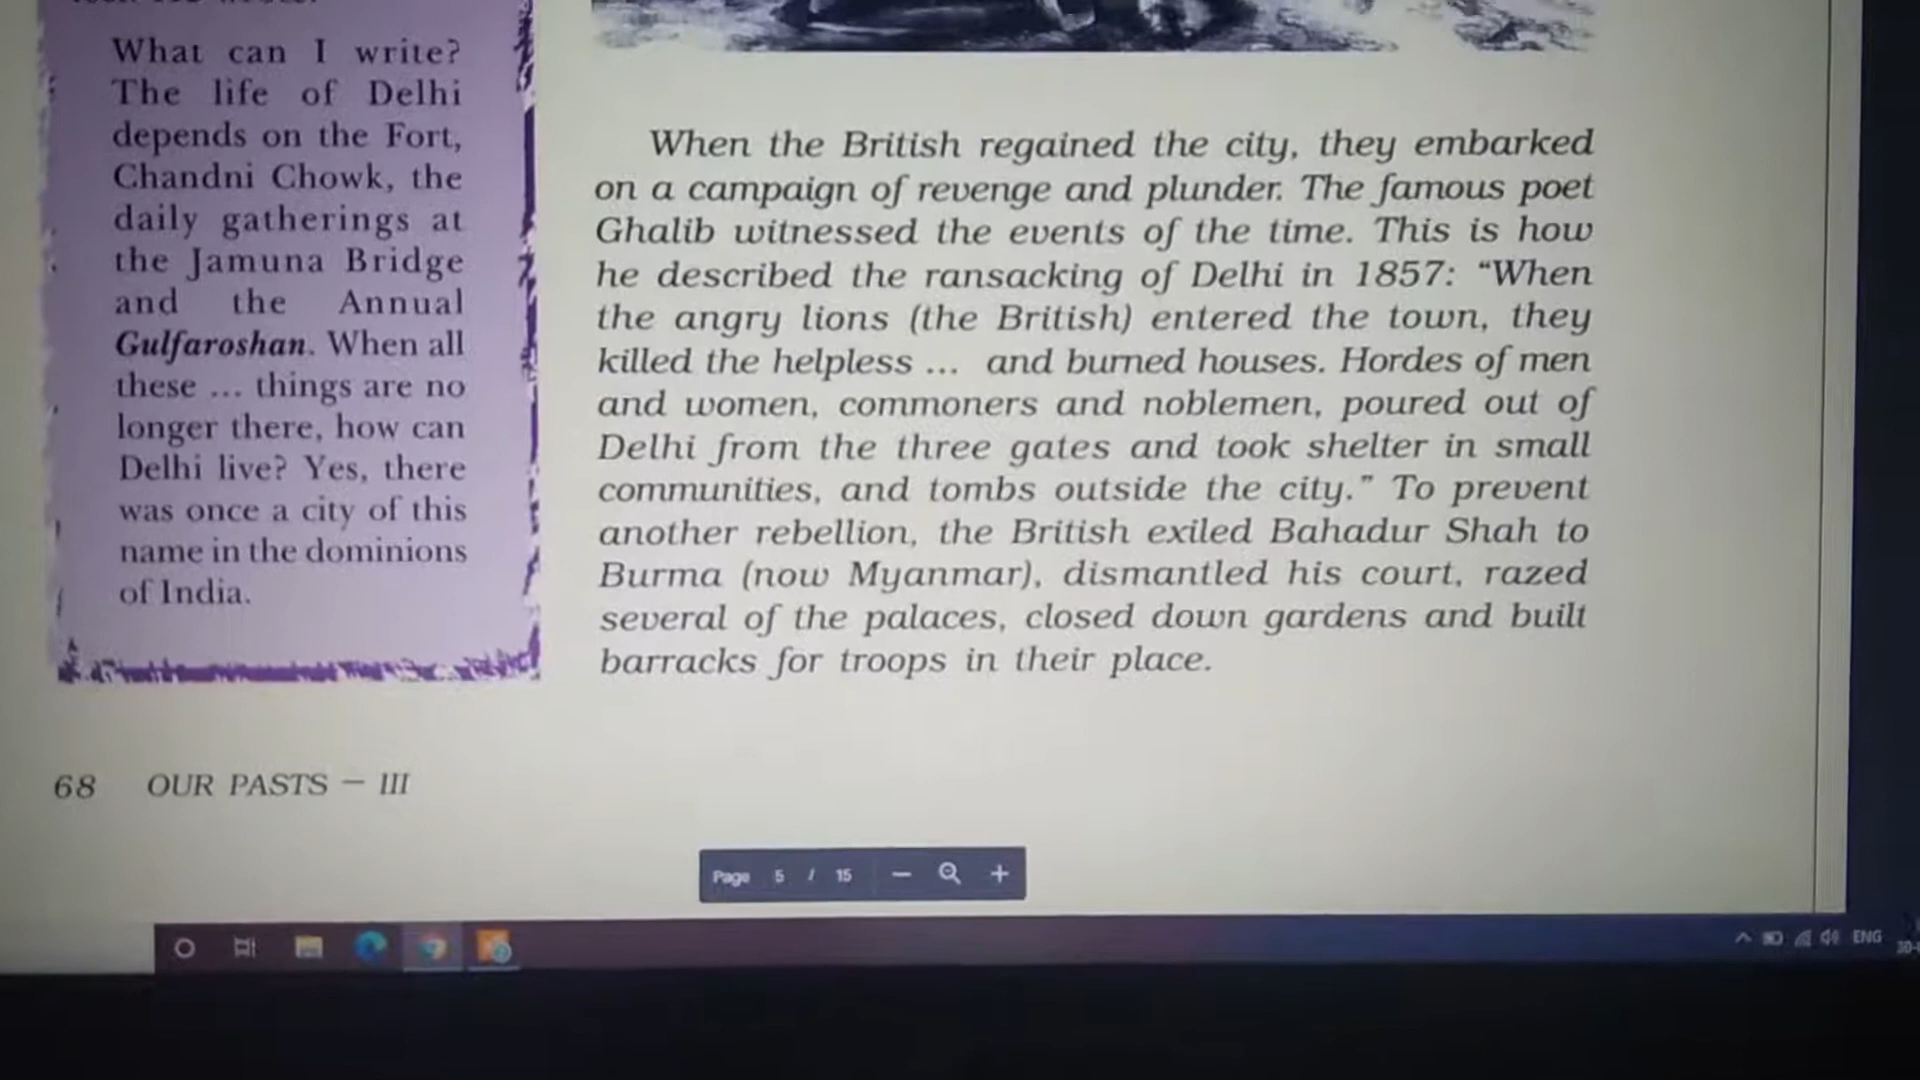 What can I write?
The life of Delhi
depends on the Fort,
Chandni Chowk, the
daily gatherings at
the Jamuna Bridge
and the Annual
Gulfaroshan. When all
these ... things are no
longer there, how can
Delhi live? Yes, there
was once a city of this
name in the dominions
of India.
When the British regained the city, they embarked
on a campaign of revenge and plunder. The famous poet
Ghalib witnessed the events of the time. This is how
he described the ransacking of Delhi in 1857: “When
the angry lions (the British) entered the town, they
killed the helpless ... and burned houses. Hordes of men
and women, commoners and noblemen, poured out of
Delhi from the three gates and took shelter in small
communities, and tombs outside the city.” To prevent
another rebellion, the British exiled Bahadur Shah to
Burma (now Myanmar), dismantled his court, razed
several of the palaces, closed down gardens and built
barracks for troops in their place.
68 OUR PASTS – III
Page 5 / 15
ENG